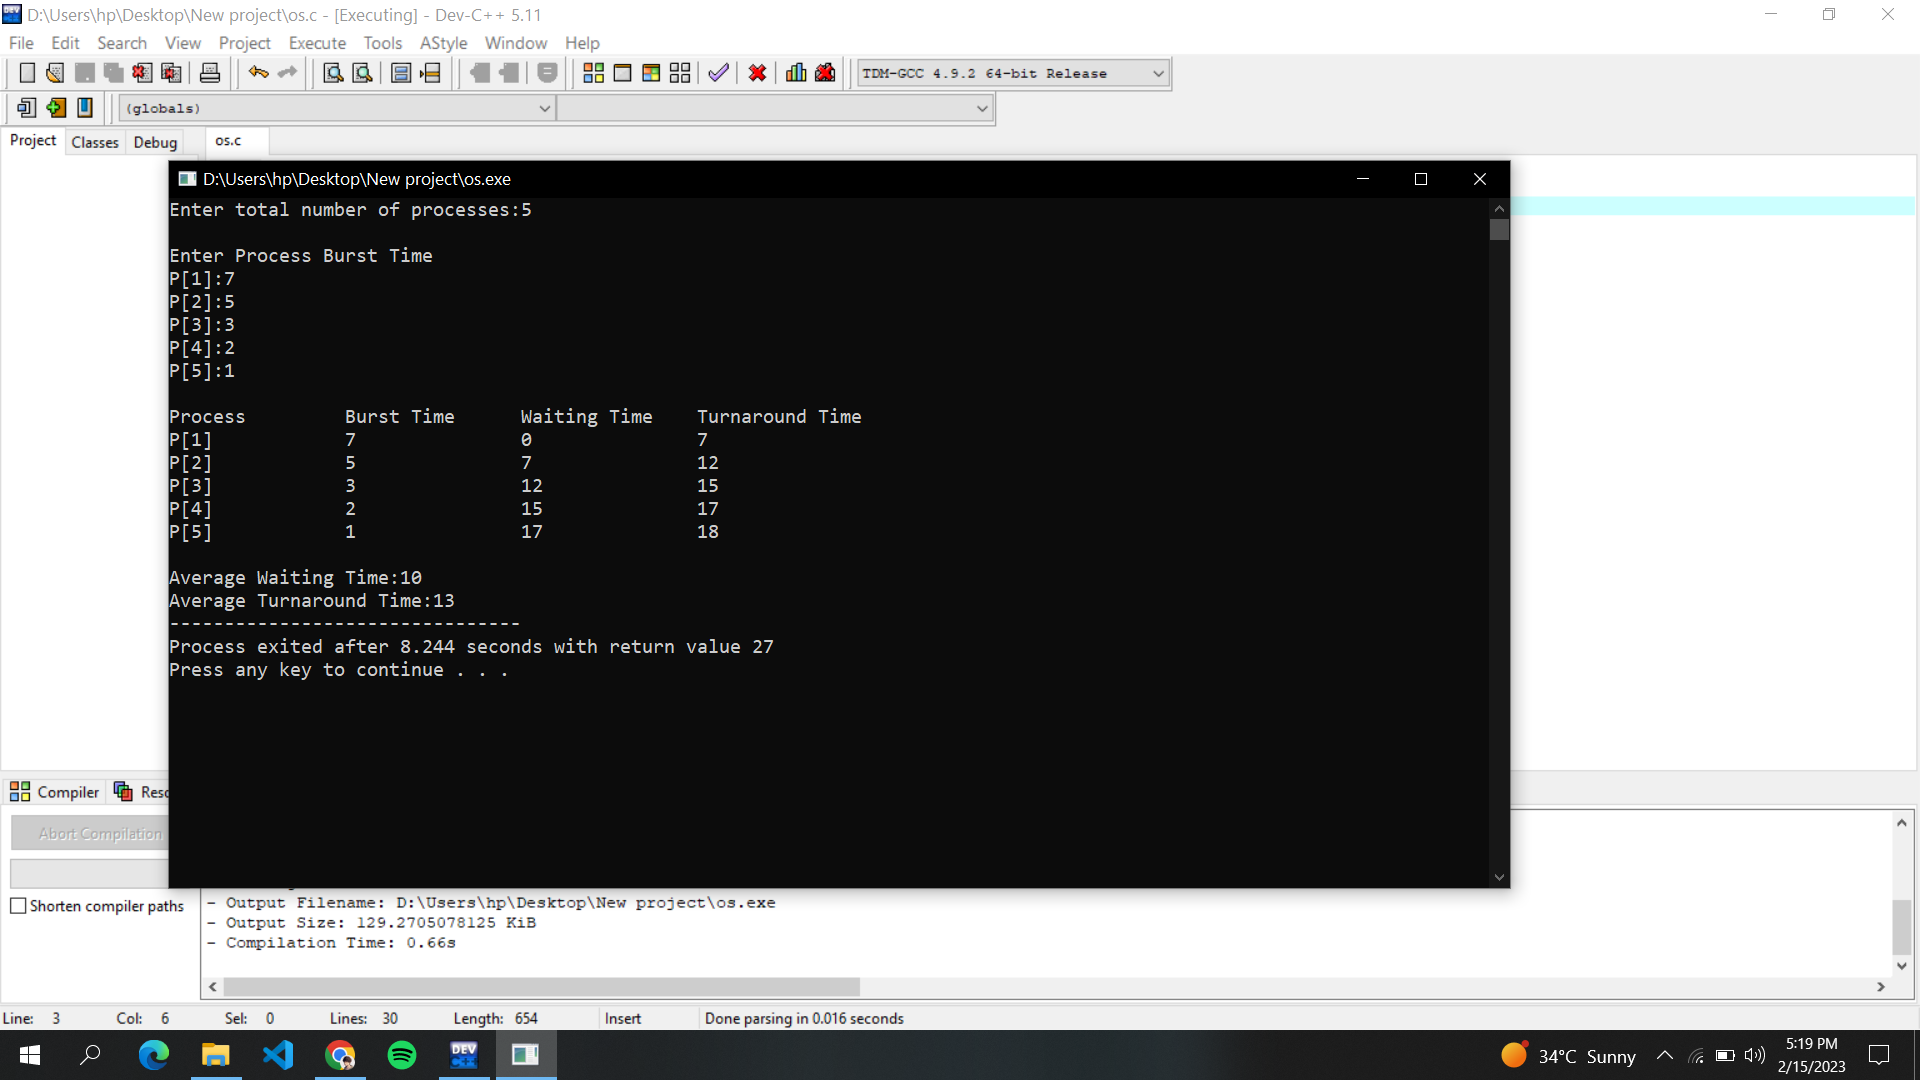 D:\Users\hp\Desktop\New project\os.c - [Executing] - Dev-C++ 5.11
File Edit Search View Project Execute Tools AStyle Window Help
TDM-GCC 4.9.2 64-bit Release
(globals)
Project Classes Debug os.c
D:\Users\hp\Desktop\New project\os.exe
Enter total number of processes:5
Enter Process Burst Time
P[1]:7
P[2]:5
P[3]:3
P[4]:2
P[5]:1
Process Burst Time Waiting Time Turnaround Time
P[1] 7 0 7
P[2] 5 7 12
P[3] 3 12 15
P[4] 2 15 17
P[5] 1 17 18
Average Waiting Time:10
Average Turnaround Time:13
--------------------------------
Process exited after 8.244 seconds with return value 27
Press any key to continue . . .
Compiler Reso
Abort Compilation
Shorten compiler paths
- Output Filename: D:\Users\hp\Desktop\New project\os.exe
- Output Size: 129.2705078125 KiB
- Compilation Time: 0.66s
Line: 3 Col: 6 Sel: 0 Lines: 30 Length: 654 Insert Done parsing in 0.016 seconds
DEV C++
34°C Sunny
5:19 PM
2/15/2023